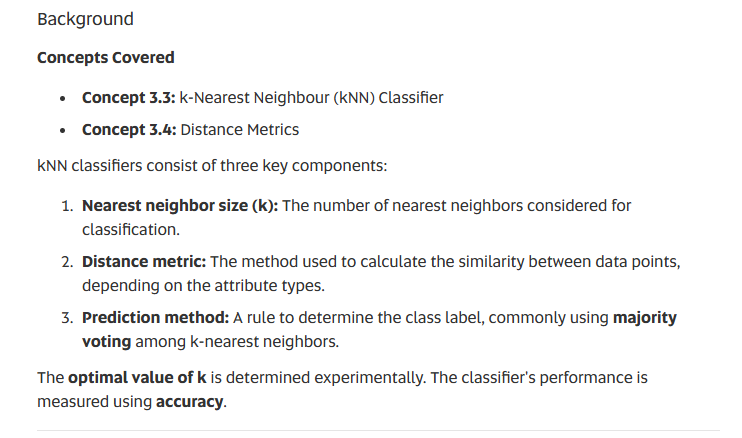 Background
Concepts Covered
• Concept 3.3: k-Nearest Neighbour (kNN) Classifier
• Concept 3.4: Distance Metrics
kNN classifiers consist of three key components:
1. Nearest neighbor size (k): The number of nearest neighbors considered for
classification.
2. Distance metric: The method used to calculate the similarity between data points,
depending on the attribute types.
3. Prediction method: A rule to determine the class label, commonly using majority
voting among k-nearest neighbors.
The optimal value of k is determined experimentally. The classifier's performance is
measured using accuracy.